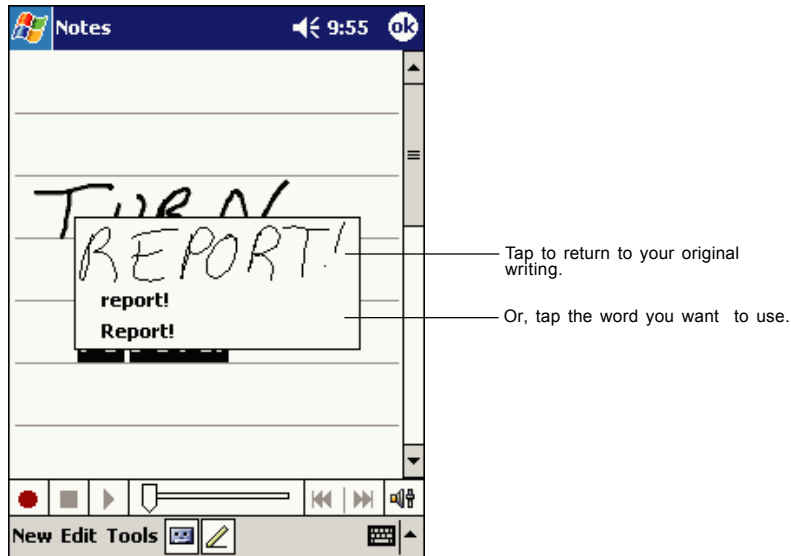 Notes 9:55 ok
TURN
REPORT!
Tap to return to your original
writing.
report!
Or, tap the word you want to use.
Report!
New Edit Tools